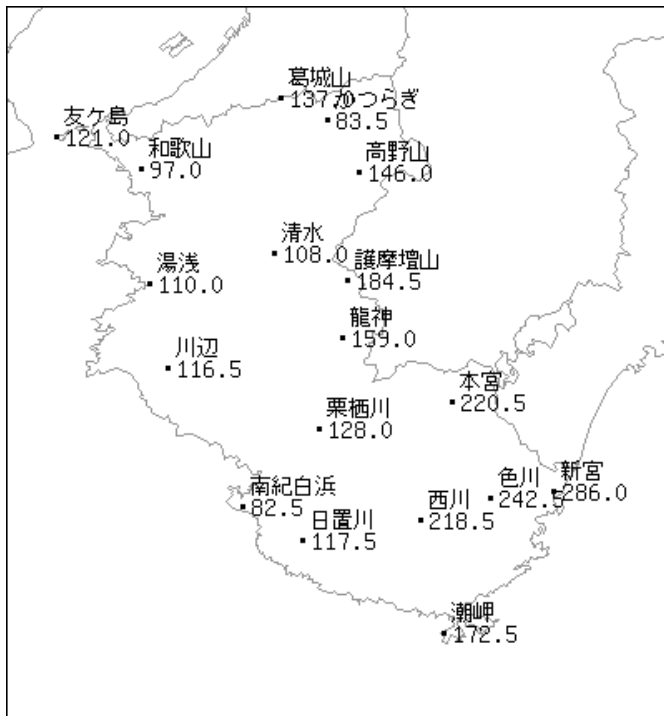 葛城山
137.0
かつらぎ
83.5
友ケ島
121.0
和歌山
97.0
高野山
146.0
清水
108.0
護摩壇山
184.5
湯浅
110.0
龍神
159.0
川辺
116.5
本宮
220.5
栗栖川
128.0
新宮
286.0
色川
242.5
南紀白浜
82.5
西川
218.5
日置川
117.5
潮岬
172.5